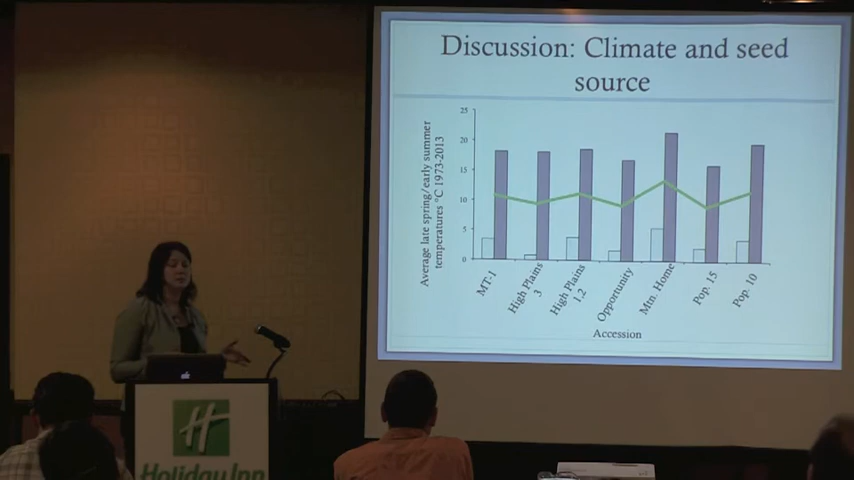 Discussion: Climate and seed
source
Average late spring/early summer
temperatures °C 1973-2013
25
20
15
10
5
0
MT-1
High Plains
3
High Plains
1,2
Opportunity
Mtn. Home
Pop. 15
Pop. 10
Accession
H
Holiday Inn